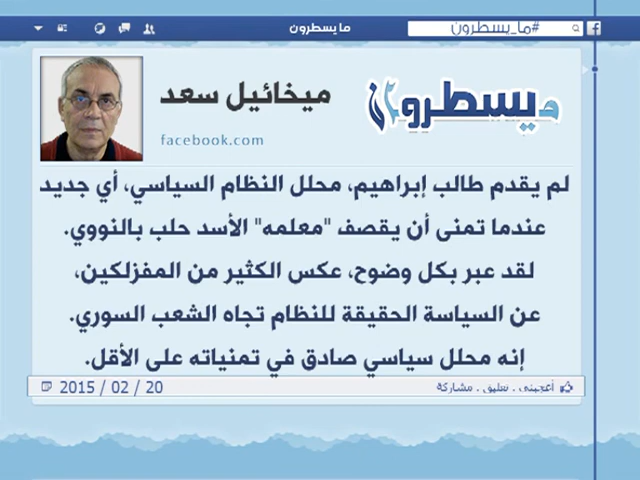 ما يسطرون
#ما_يسطرون
ما يسطرون
ميخائيل سعد
facebook.com
لم يقدم طالب إبراهيم، محلل النظام السياسي، أي جديد
عندما تمنى أن يقصف "معلمه" الأسد حلب بالنووي.
لقد عبر بكل وضوح، عكس الكثير من المفزلكين،
عن السياسة الحقيقة للنظام تجاه الشعب السوري.
إنه محلل سياسي صادق في تمنياته على الأقل.
أعجبني . تعليق . مشاركة
2015 / 02 / 20